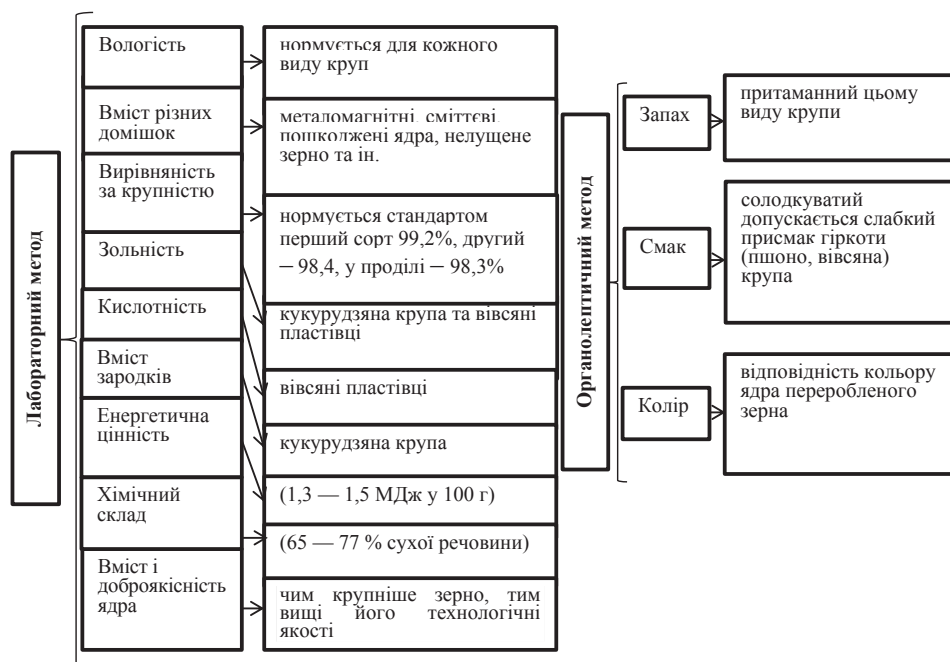 Лабораторний метод
Вологість
нормується для кожного
виду круп
Вміст різних
домішок
металомагнітні, сміттєві,
пошкоджені ядра, нелущене
зерно та ін.
Вирівняність
за крупністю
нормується стандартом
перший сорт 99,2%, другий
– 98,4, у проділі – 98,3%
Зольність
кукурудзяна крупа та вівсяні
пластівці
Кислотність
вівсяні пластівці
Вміст
зародків
кукурудзяна крупа
Енергетична
цінність
(1,3 — 1,5 МДж у 100 г)
Хімічний
склад
(65 — 77 % сухої речовини)
Вміст і
доброякісність
ядра
чим крупніше зерно, тим
вищі його технологічні
якості
Органолептичний метод
Запах
притаманний цьому
виду крупи
Смак
солодкуватий
допускається слабкий
присмак гіркоти
(пшоно, вівсяна)
крупа
Колір
відповідність кольору
ядра переробленого
зерна